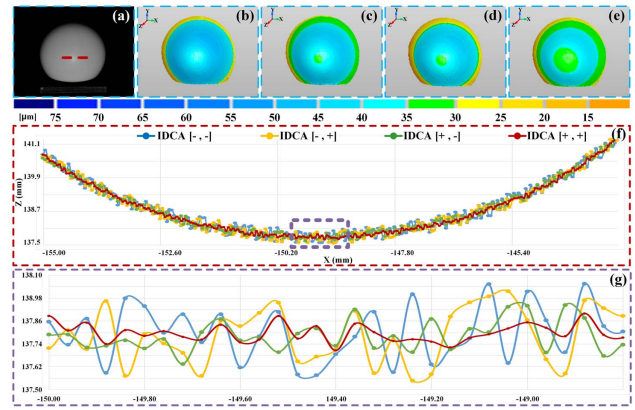 (a) (b) (c) (d) (e)
[μm] 75 70 65 60 55 50 45 40 35 30 25 20 15
IDCA [- , -] IDCA [- , +] IDCA [+ , -] IDCA [+ , +] (f)
141.1
139.9
138.7
137.5
Z (mm)
-155.00 -152.60 -150.20 -147.80 -145.40
X (mm)
(g)
138.10
138.98
137.86
137.74
137.62
137.50
-150.00 -149.80 -149.60 -149.40 -149.20 -149.00